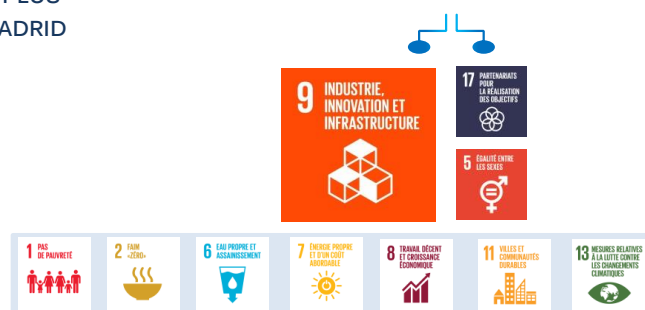 ADRID
9 INDUSTRIE,
INNOVATION ET
INFRASTRUCTURE
17 PARTENARIATS
POUR
LA RÉALISATION
DES OBJECTIFS
5 ÉGALITÉ ENTRE
LES SEXES
1 PAS
DE PAUVRETÉ
2 FAIM
«ZÉRO»
6 EAU PROPRE ET
ASSAINISSEMENT
7 ÉNERGIE PROPRE
ET D'UN COÛT
ABORDABLE
8 TRAVAIL DÉCENT
ET CROISSANCE
ÉCONOMIQUE
11 VILLES ET
COMMUNAUTÉS
DURABLES
13 MESURES RELATIVES
À LA LUTTE CONTRE
LES CHANGEMENTS
CLIMATIQUES